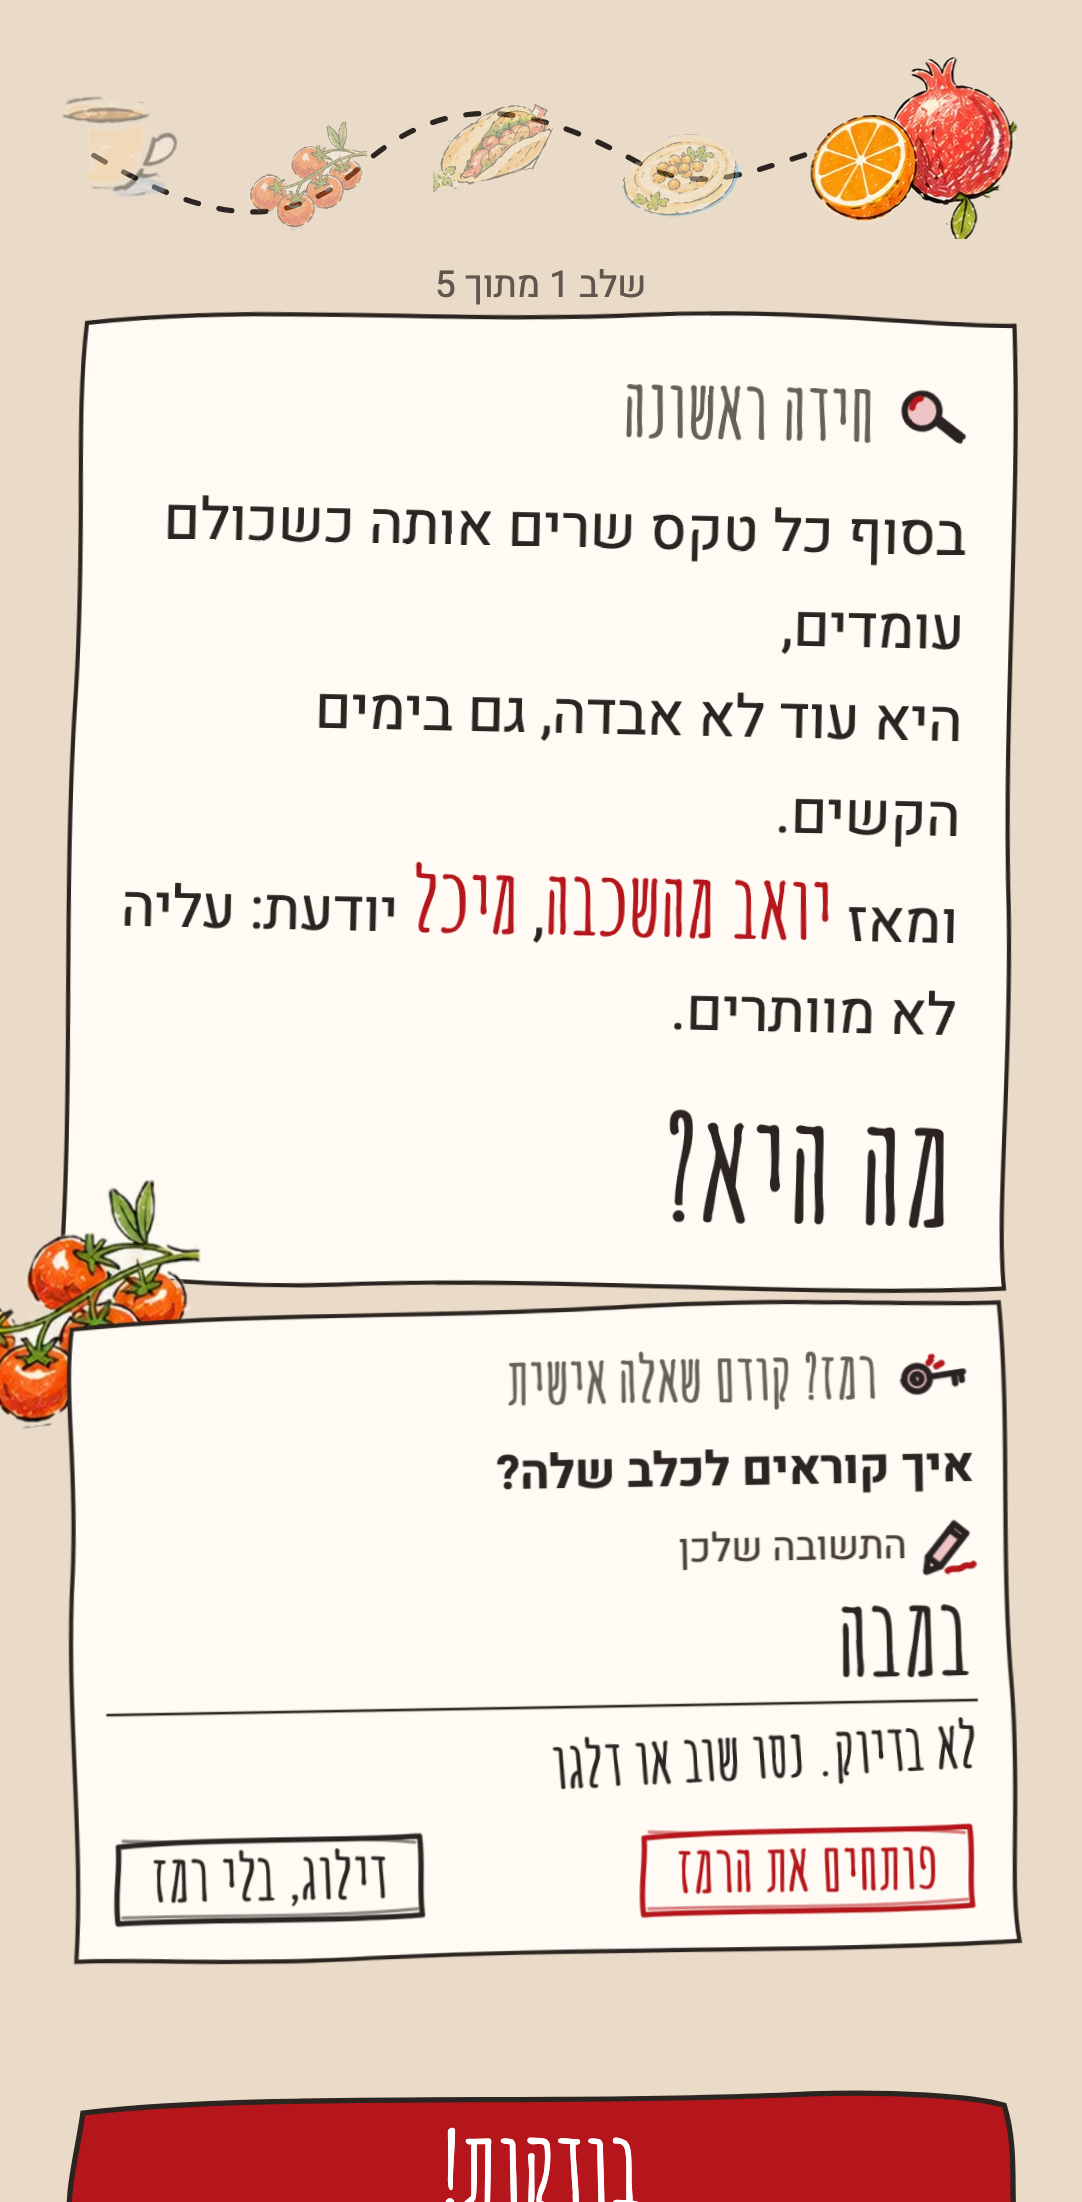 שלב 1 מתוך 5
חידה ראשונה
בסוף כל טקס שרים אותה כשכולם
עומדים,
היא עוד לא אבדה, גם בימים
הקשים.
ומאז יואב מהשכבה, מיכל יודעת: עליה
לא מוותרים.
מה היא?
רמז? קודם שאלה אישית
איך קוראים לכלב שלה?
התשובה שלכן
במבה
לא בדיוק. נסו שוב או דלגו
פותחים את הרמז
דילוג, בלי רמז
בודקות!